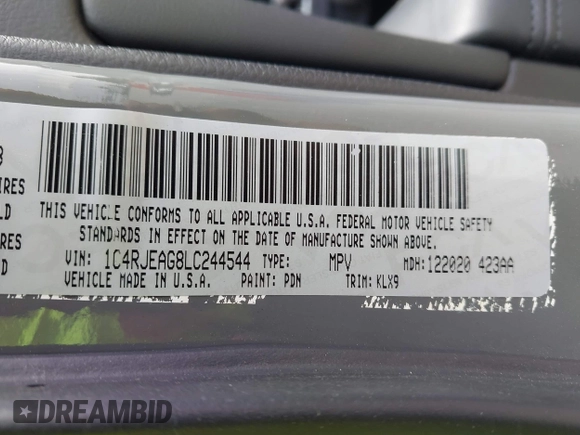 3
IRES
LD
IRES
S
THIS VEHICLE CONFORMS TO ALL APPLICABLE U.S.A. FEDERAL MOTOR VEHICLE SAFETY
STANDARDS IN EFFECT ON THE DATE OF MANUFACTURE SHOWN ABOVE.
VIN: 1C4RJEAG8LC244544 TYPE: MPV MDH:122020 423AA
VEHICLE MADE IN U.S.A. PAINT: PDN TRIM: KLX9
DREAMBID